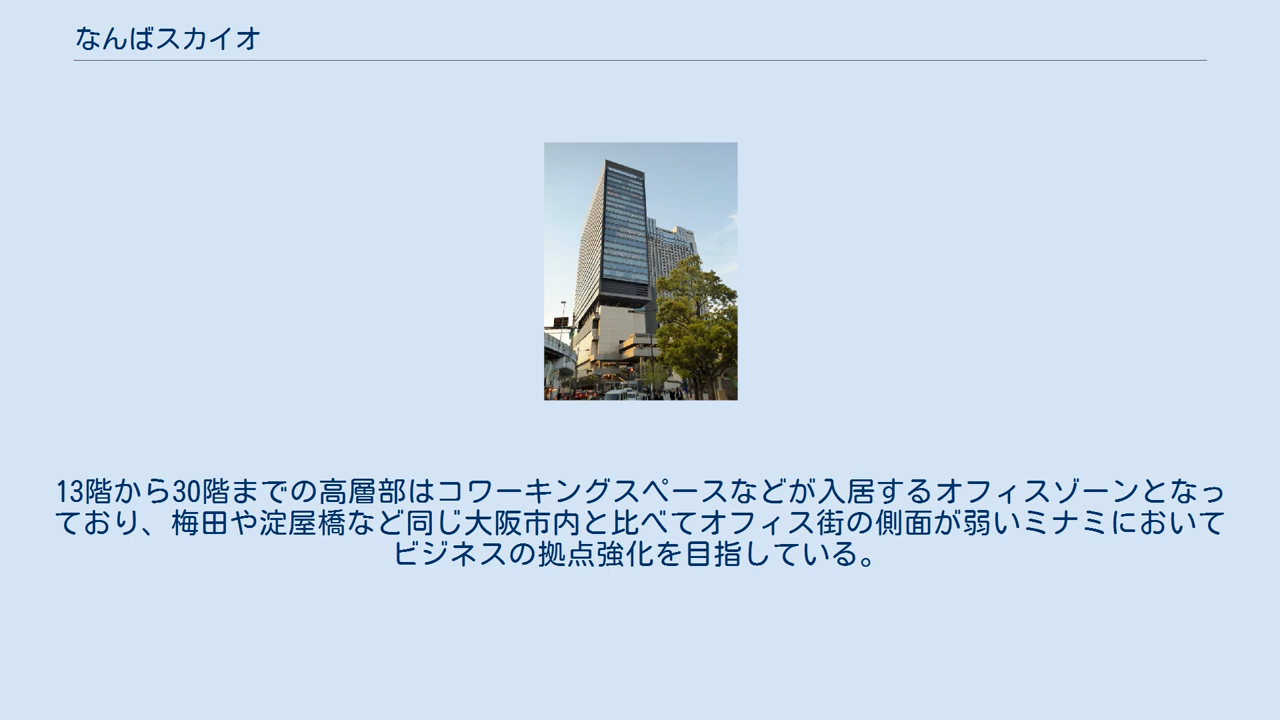 なんばスカイオ
13階から30階までの高層部はコワーキングスペースなどが入居するオフィスゾーンとなっ
ており、梅田や淀屋橋など同じ大阪市内と比べてオフィス街の側面が弱いミナミにおいて
ビジネスの拠点強化を目指している。